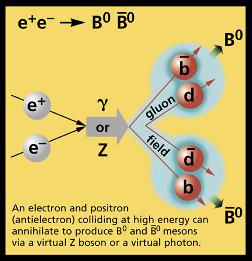 e⁺e⁻ → B⁰ B̅⁰
e⁺
e⁻
γ
or
Z
b̅
d
gluon
field
d̅
b
B⁰
B̅⁰
An electron and positron
(antielectron) colliding at high energy can
annihilate to produce B⁰ and B̅⁰ mesons
via a virtual Z boson or a virtual photon.